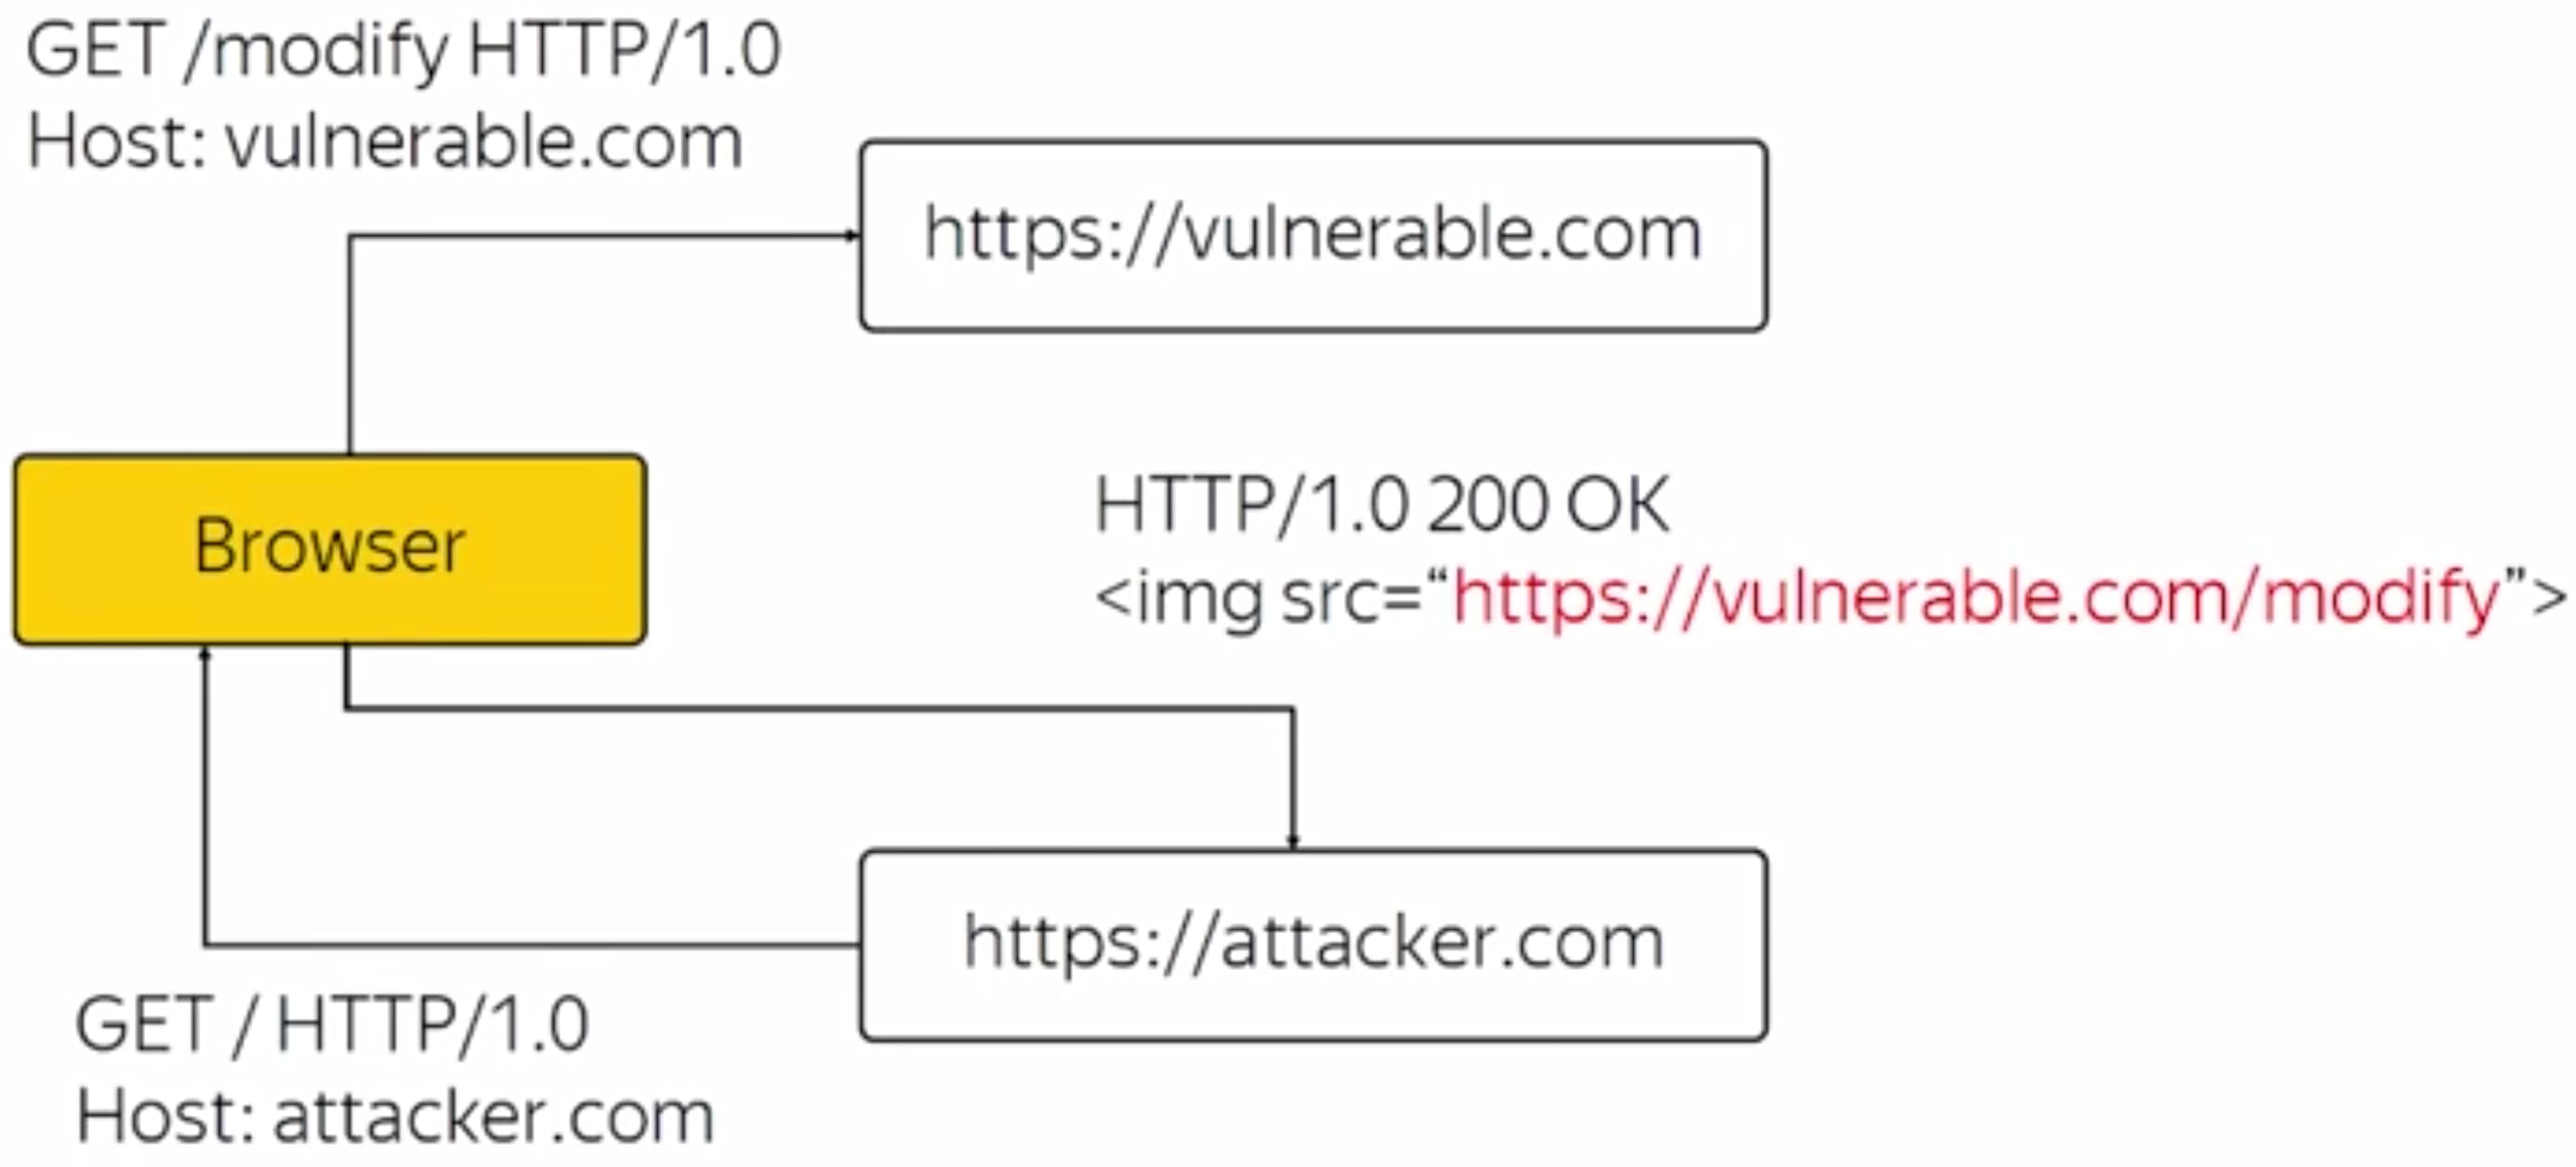 GET /modify HTTP/1.0
Host: vulnerable.com
https://vulnerable.com
Browser
HTTP/1.0 200 OK
<img src=“https://vulnerable.com/modify”>
https://attacker.com
GET / HTTP/1.0
Host: attacker.com